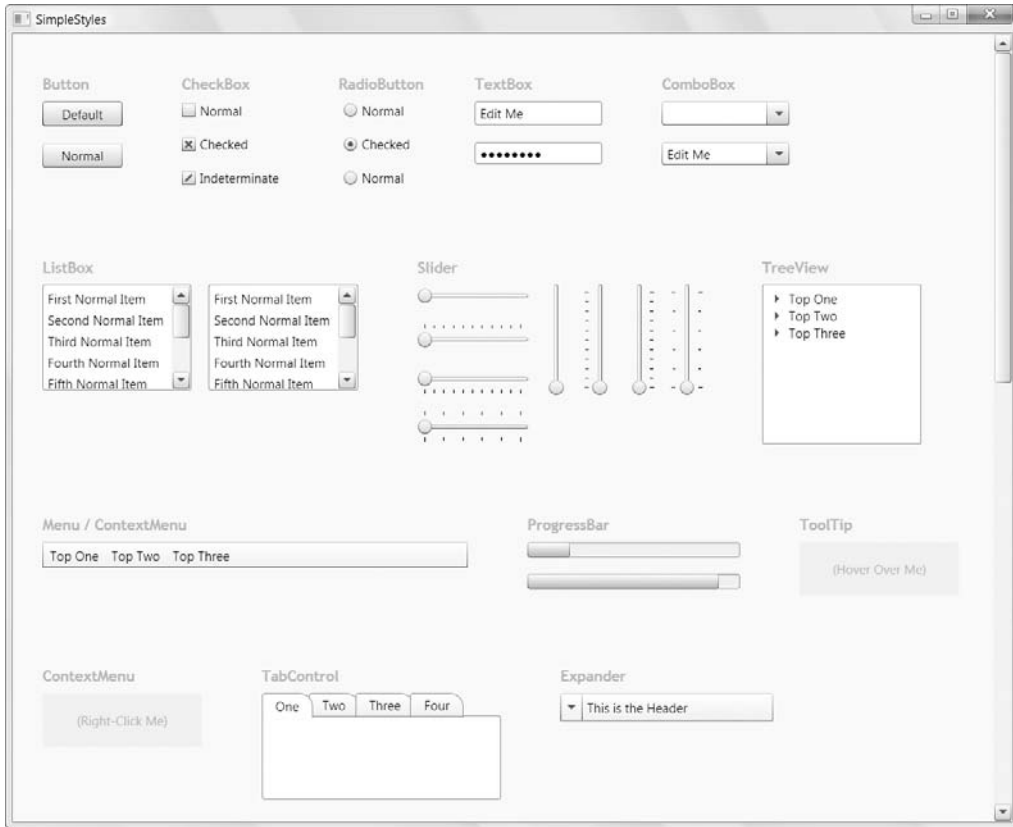 SimpleStyles
Button CheckBox RadioButton TextBox ComboBox
Default Normal Normal Edit Me
Checked Checked Edit Me
Normal
Indeterminate Normal
ListBox Slider TreeView
First Normal Item First Normal Item Top One
Second Normal Item Second Normal Item Top Two
Third Normal Item Third Normal Item Top Three
Fourth Normal Item Fourth Normal Item
Fifth Normal Item Fifth Normal Item
Menu / ContextMenu ProgressBar ToolTip
Top One Top Two Top Three
(Hover Over Me)
ContextMenu TabControl Expander
One Two Three Four This is the Header
(Right-Click Me)